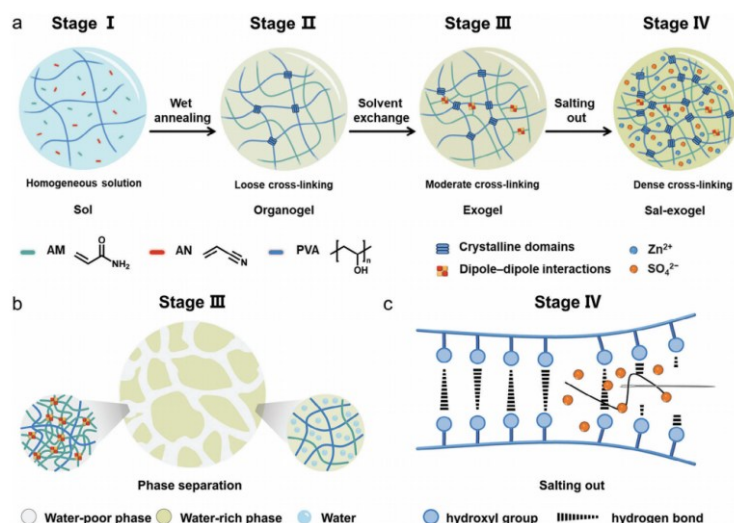 a
Stage I
Stage II
Stage III
Stage IV
Wet
annealing
Solvent
exchange
Salting
out
Homogeneous solution
Loose cross-linking
Moderate cross-linking
Dense cross-linking
Sol
Organogel
Exogel
Sal-exogel
AM
O
NH₂
AN
N
PVA
n
OH
Crystalline domains
Dipole–dipole interactions
Zn²⁺
SO₄²⁻
b
Stage III
Phase separation
Water-poor phase
Water-rich phase
Water
c
Stage IV
Salting out
hydroxyl group
hydrogen bond